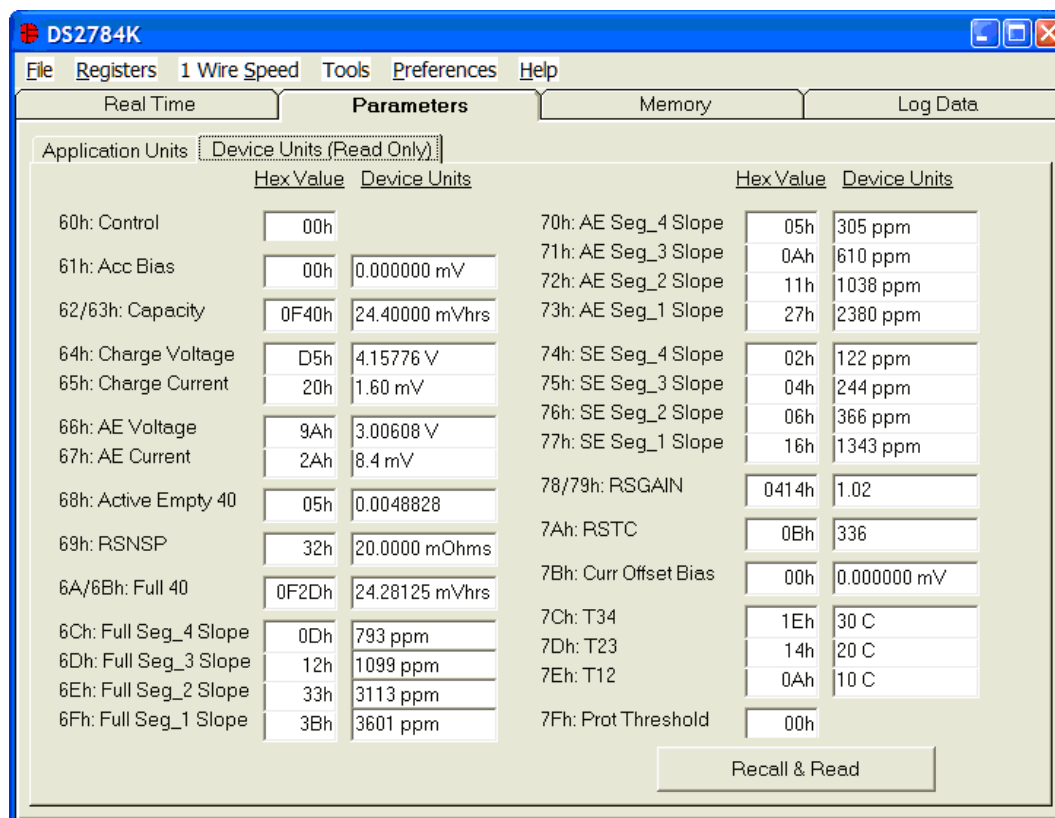 DS2784K
File Registers 1 Wire Speed Tools Preferences Help
Real Time Parameters Memory Log Data
Application Units Device Units (Read Only)
Hex Value Device Units
60h: Control 00h
61h: Acc Bias 00h 0.000000 mV
62/63h: Capacity 0F40h 24.40000 mVhrs
64h: Charge Voltage D5h 4.15776 V
65h: Charge Current 20h 1.60 mV
66h: AE Voltage 9Ah 3.00608 V
67h: AE Current 2Ah 8.4 mV
68h: Active Empty 40 05h 0.0048828
69h: RSNSP 32h 20.0000 mOhms
6A/6Bh: Full 40 0F2Dh 24.28125 mVhrs
6Ch: Full Seg_4 Slope 0Dh 793 ppm
6Dh: Full Seg_3 Slope 12h 1099 ppm
6Eh: Full Seg_2 Slope 33h 3113 ppm
6Fh: Full Seg_1 Slope 3Bh 3601 ppm
Hex Value Device Units
70h: AE Seg_4 Slope 05h 305 ppm
71h: AE Seg_3 Slope 0Ah 610 ppm
72h: AE Seg_2 Slope 11h 1038 ppm
73h: AE Seg_1 Slope 27h 2380 ppm
74h: SE Seg_4 Slope 02h 122 ppm
75h: SE Seg_3 Slope 04h 244 ppm
76h: SE Seg_2 Slope 06h 366 ppm
77h: SE Seg_1 Slope 16h 1343 ppm
78/79h: RSGAIN 0414h 1.02
7Ah: RSTC 0Bh 336
7Bh: Curr Offset Bias 00h 0.000000 mV
7Ch: T34 1Eh 30 C
7Dh: T23 14h 20 C
7Eh: T12 0Ah 10 C
7Fh: Prot Threshold 00h
Recall & Read